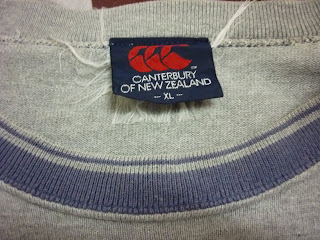 CANTERBURY
OF NEW ZEALAND
- XL -